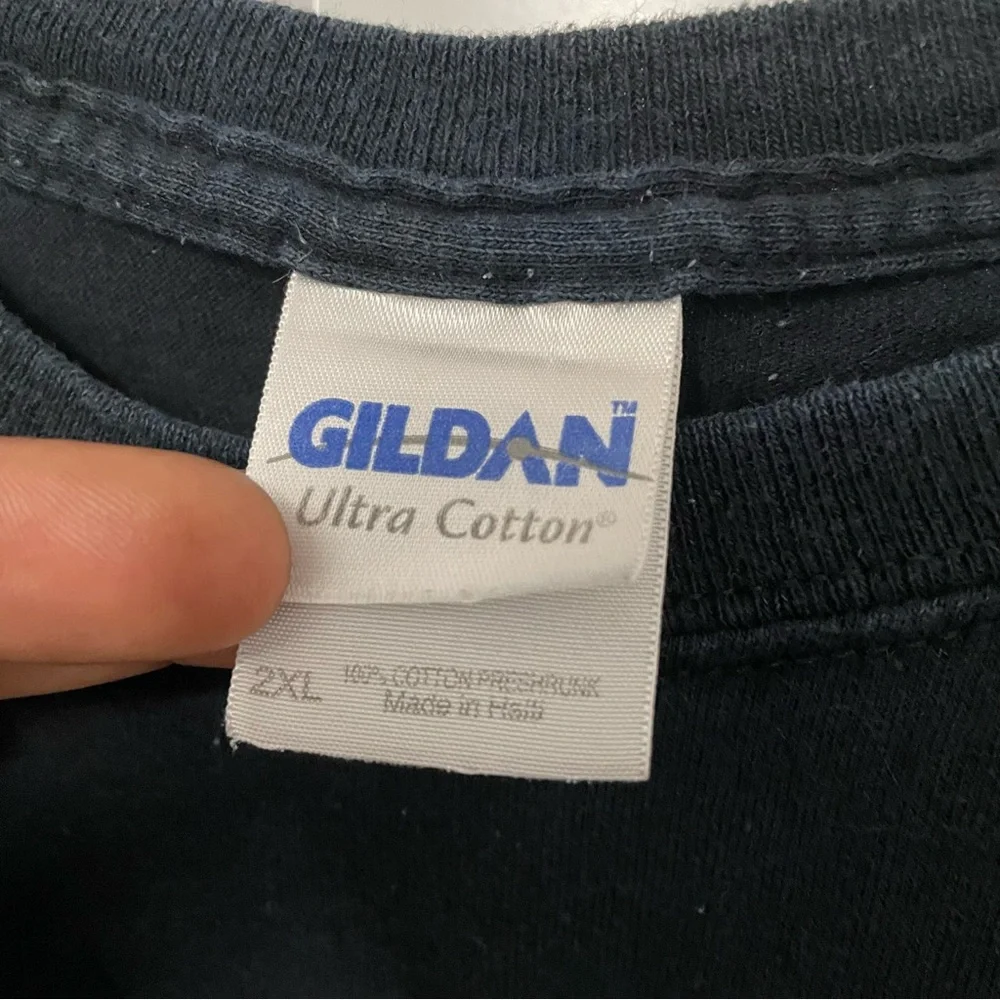 GILDAN™
Ultra Cotton®
2XL 100% COTTON PRESHRUNK
Made in Haiti